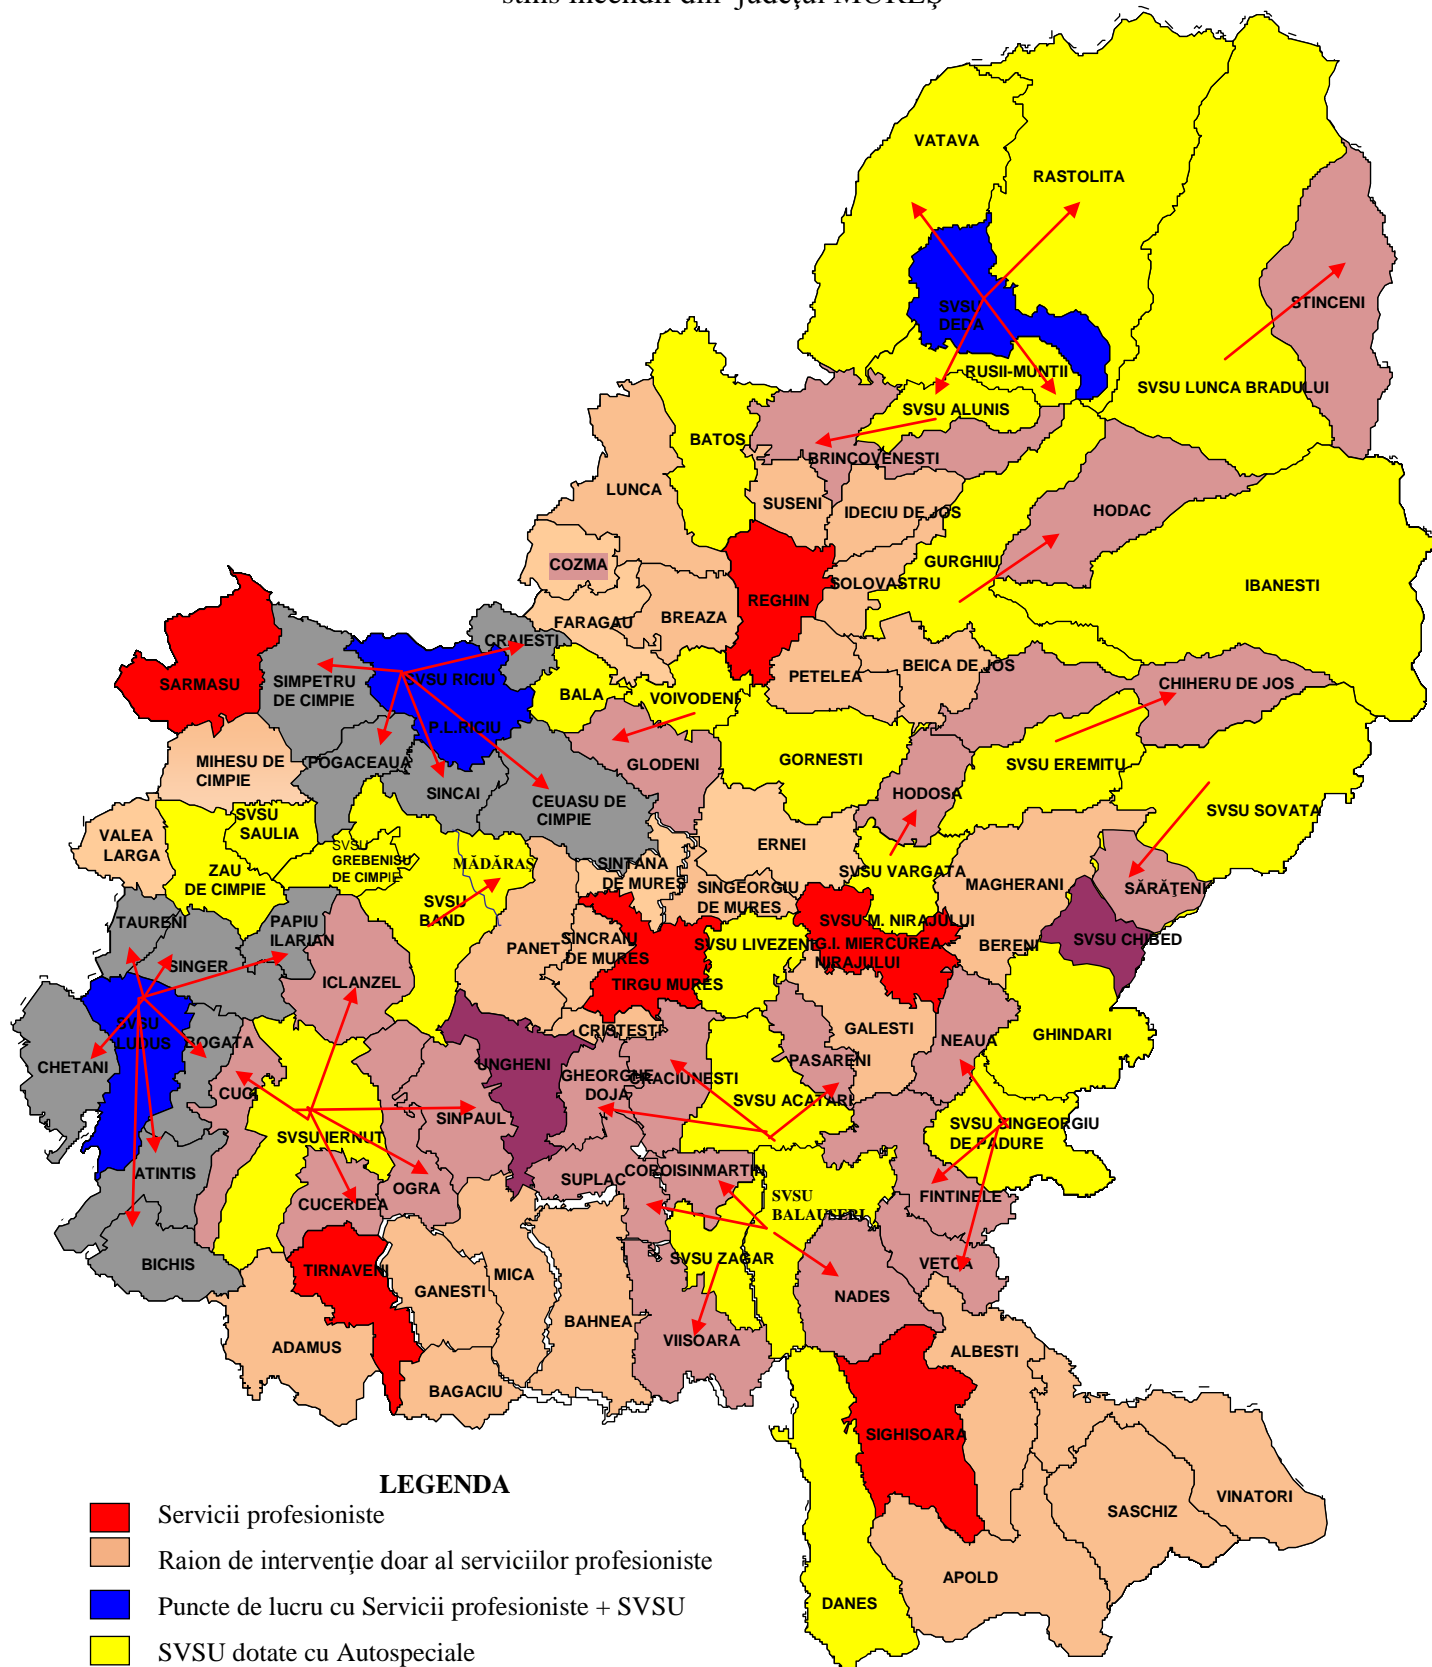 stins incendii din județul MUREȘ
VATAVA
RASTOLITA
STINCENI
SVSU
DEDA
RUSII-MUNTII
SVSU LUNCA BRADULUI
SVSU ALUNIS
BATOS
BRINCOVENESTI
LUNCA
SUSENI
IDECIU DE JOS
HODAC
COZMA
GURGHIU
SOLOVASTRU
IBANESTI
REGHIN
FARAGAU
BREAZA
CRAIESTI
SARMASU
SIMPETRU
DE CIMPIE
SVSU RICIU
P.L.RICIU
BALA
VOIVODENI
PETELEA
BEICA DE JOS
CHIHERU DE JOS
MIHESU DE
CIMPIE
POGACEAUA
SINCAI
CEUASU DE
CIMPIE
GLODENI
GORNESTI
HODOSA
SVSU EREMITU
SVSU SOVATA
VALEA
LARGA
SVSU
SAULIA
ZAU
DE CIMPIE
SVSU
GREBENISU
DE CIMPIE
MĂDĂRAȘ
SVSU
BAND
SINTANA
DE MURES
ERNEI
SINGEORGIU
DE MURES
SVSU VARGATA
MAGHERANI
SĂRĂȚENI
TAURENI
PAPIU
ILARIAN
SINGER
ICLANZEL
PANET
SINCRAIU
DE MURES
TIRGU MURES
SVSU LIVEZENI
SVSU M. NIRAJULUI
G.I. MIERCUREA
NIRAJULUI
BERENI
SVSU CHIBED
SVSU
LUDUS
CHETANI
BOGATA
CUCI
CRISTESTI
UNGHENI
GHEORGHE
DOJA
CRACIUNESTI
PASARENI
GALESTI
NEAUA
GHINDARI
SVSU ACATARI
SINPAUL
SVSU IERNUT
SVSU SINGEORGIU
DE PADURE
ATINTIS
OGRA
CUCERDEA
SUPLAC
COROISINMARTIN
SVSU
BALAUSERI
FINTINELE
BICHIS
TIRNAVENI
GANESTI
MICA
SVSU ZAGAR
VETCA
NADES
BAHNEA
VIISOARA
ADAMUS
BAGACIU
ALBESTI
SIGHISOARA
SASCHIZ
VINATORI
APOLD
DANES
LEGENDA
Servicii profesioniste
Raion de intervenție doar al serviciilor profesioniste
Puncte de lucru cu Servicii profesioniste + SVSU
SVSU dotate cu Autospeciale